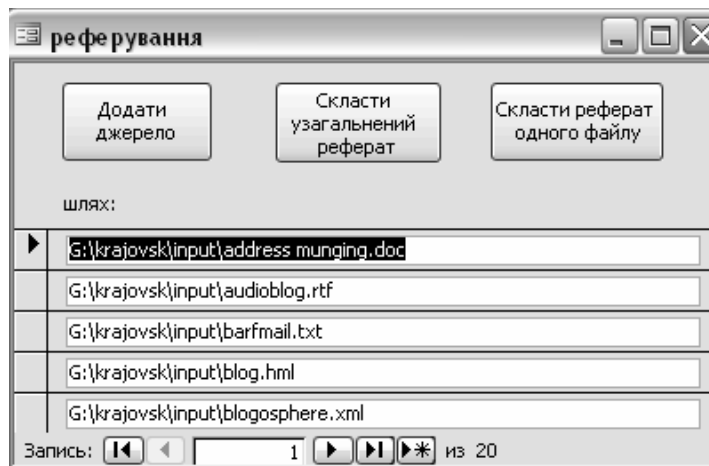 реферування
Додати
джерело
Скласти
узагальнений
реферат
Скласти реферат
одного файлу
шлях:
G:\krajovsk\input\address munging.doc
G:\krajovsk\input\audioblog.rtf
G:\krajovsk\input\barfmail.txt
G:\krajovsk\input\blog.hml
G:\krajovsk\input\blogosphere.xml
Запись: 1 из 20